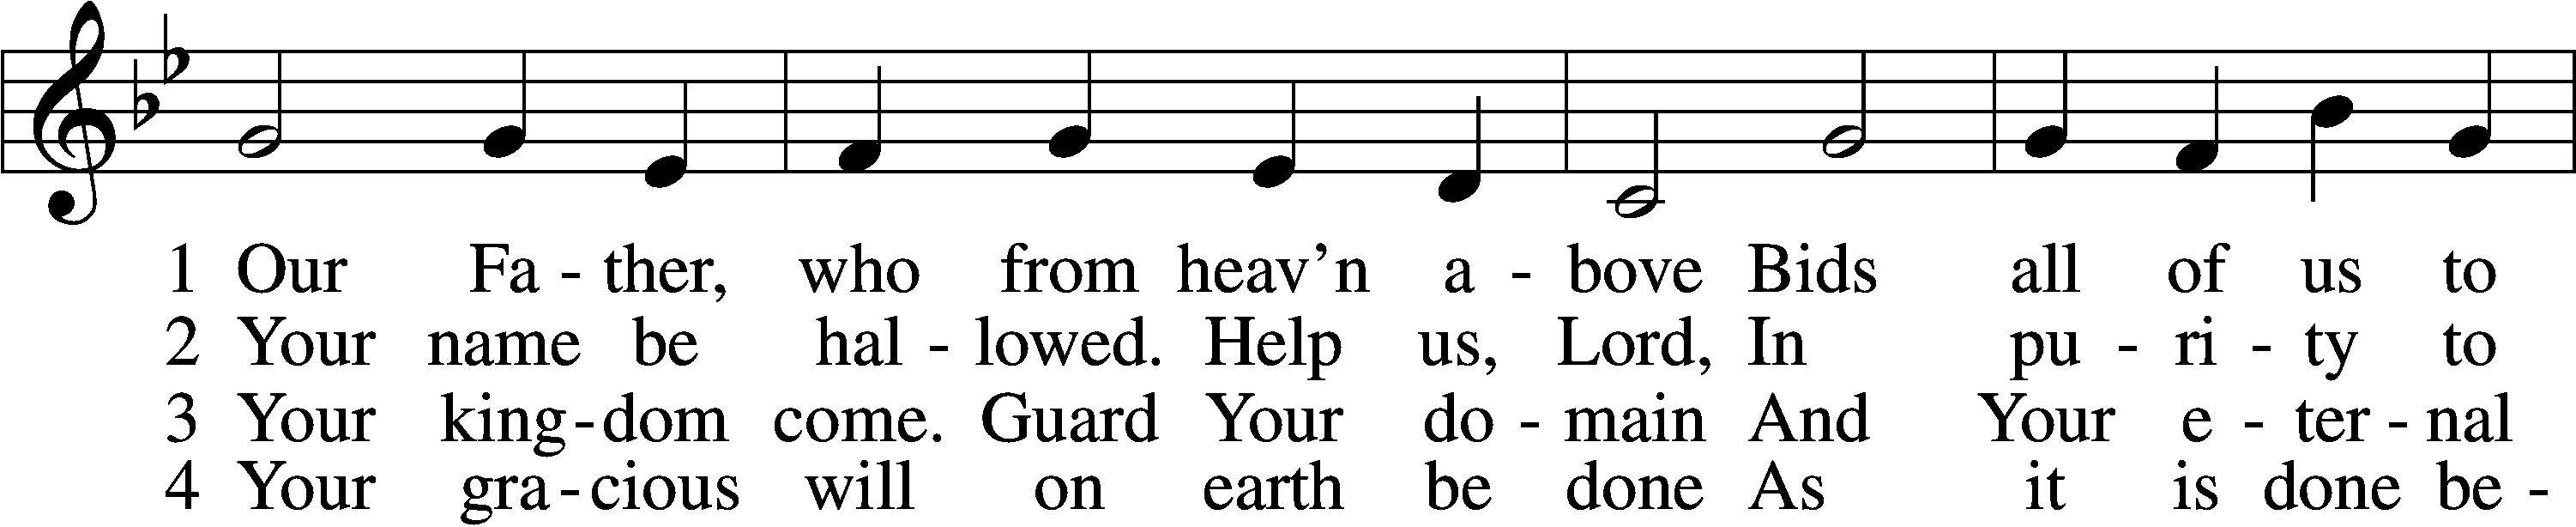 1 Our Fa - ther, who from heav’n a - bove Bids all of us to
2 Your name be hal - lowed. Help us, Lord, In pu - ri - ty to
3 Your king - dom come. Guard Your do - main And Your e - ter - nal
4 Your gra - cious will on earth be done As it is done be -